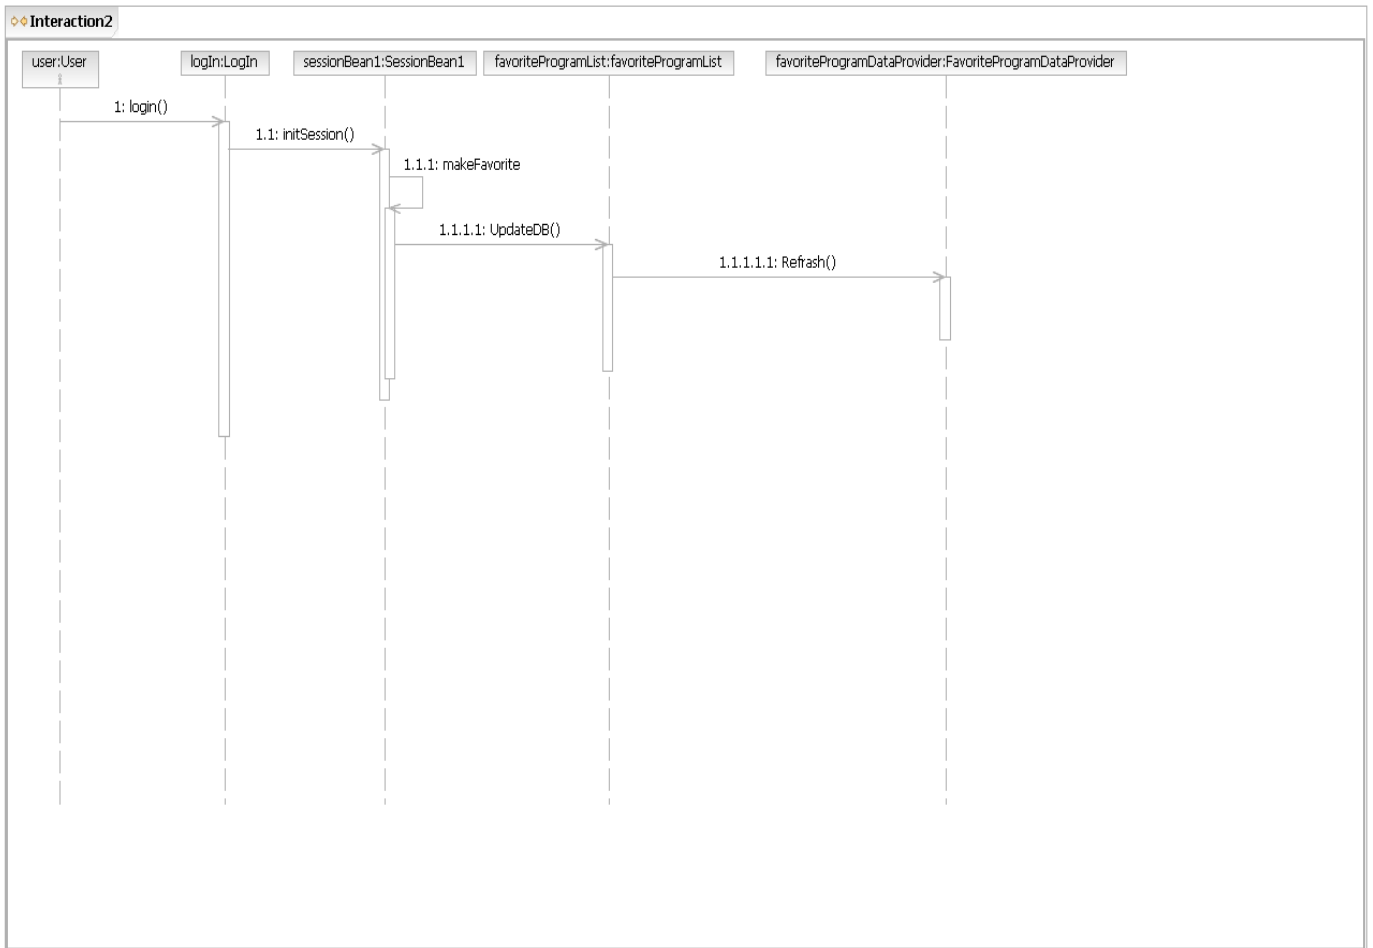 Interaction2
user:User
logIn:LogIn
sessionBean1:SessionBean1
favoriteProgramList:favoriteProgramList
favoriteProgramDataProvider:FavoriteProgramDataProvider
1: login()
1.1: initSession()
1.1.1: makeFavorite
1.1.1.1: UpdateDB()
1.1.1.1.1: Refrash()